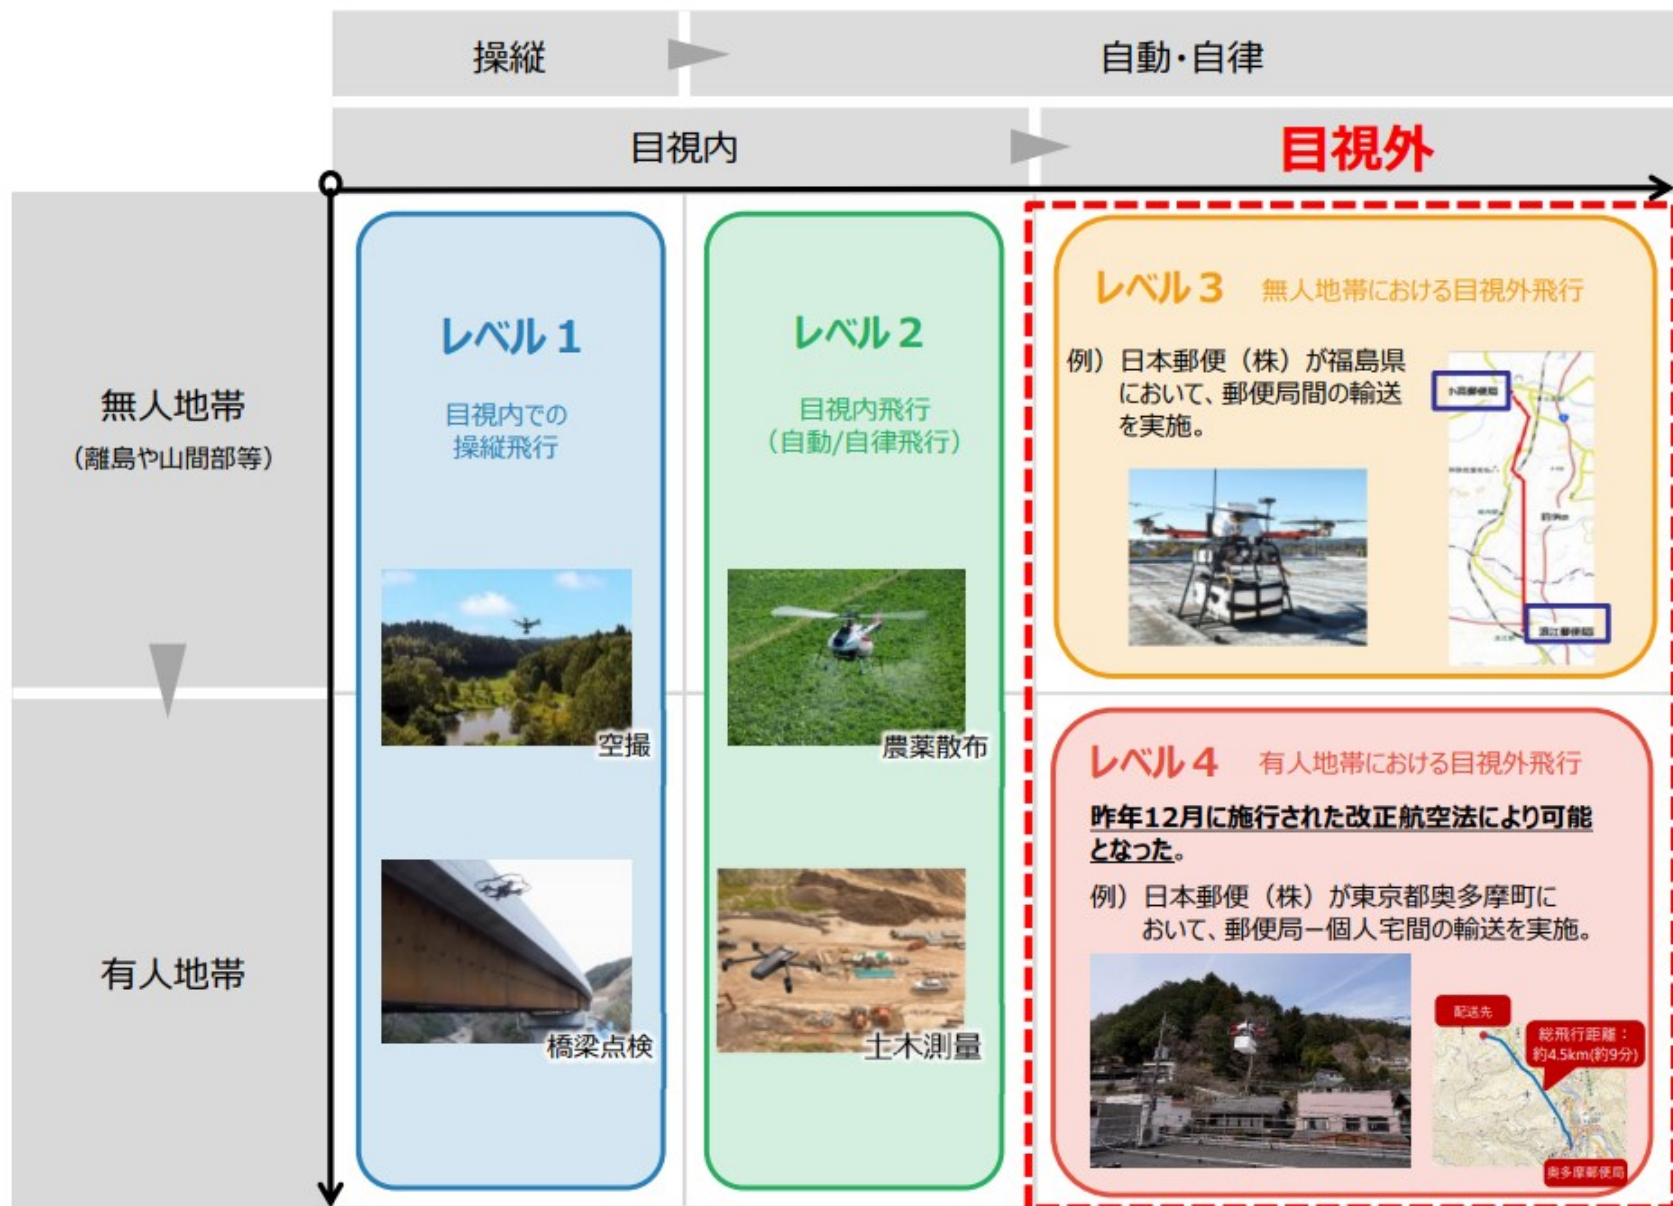 操縦
自動・自律
目視内
目視外
無人地帯
（離島や山間部等）
有人地帯
レベル１
目視内での
操縦飛行
空撮
橋梁点検
レベル２
目視内飛行
（自動/自律飛行）
農薬散布
土木測量
レベル３ 無人地帯における目視外飛行
例）日本郵便（株）が福島県
において、郵便局間の輸送
を実施。
小高郵便局
浪江郵便局
レベル４ 有人地帯における目視外飛行
昨年12月に施行された改正航空法により可能
となった。
例）日本郵便（株）が東京都奥多摩町に
おいて、郵便局－個人宅間の輸送を実施。
配送先
総飛行距離：
約4.5km(約9分)
奥多摩郵便局